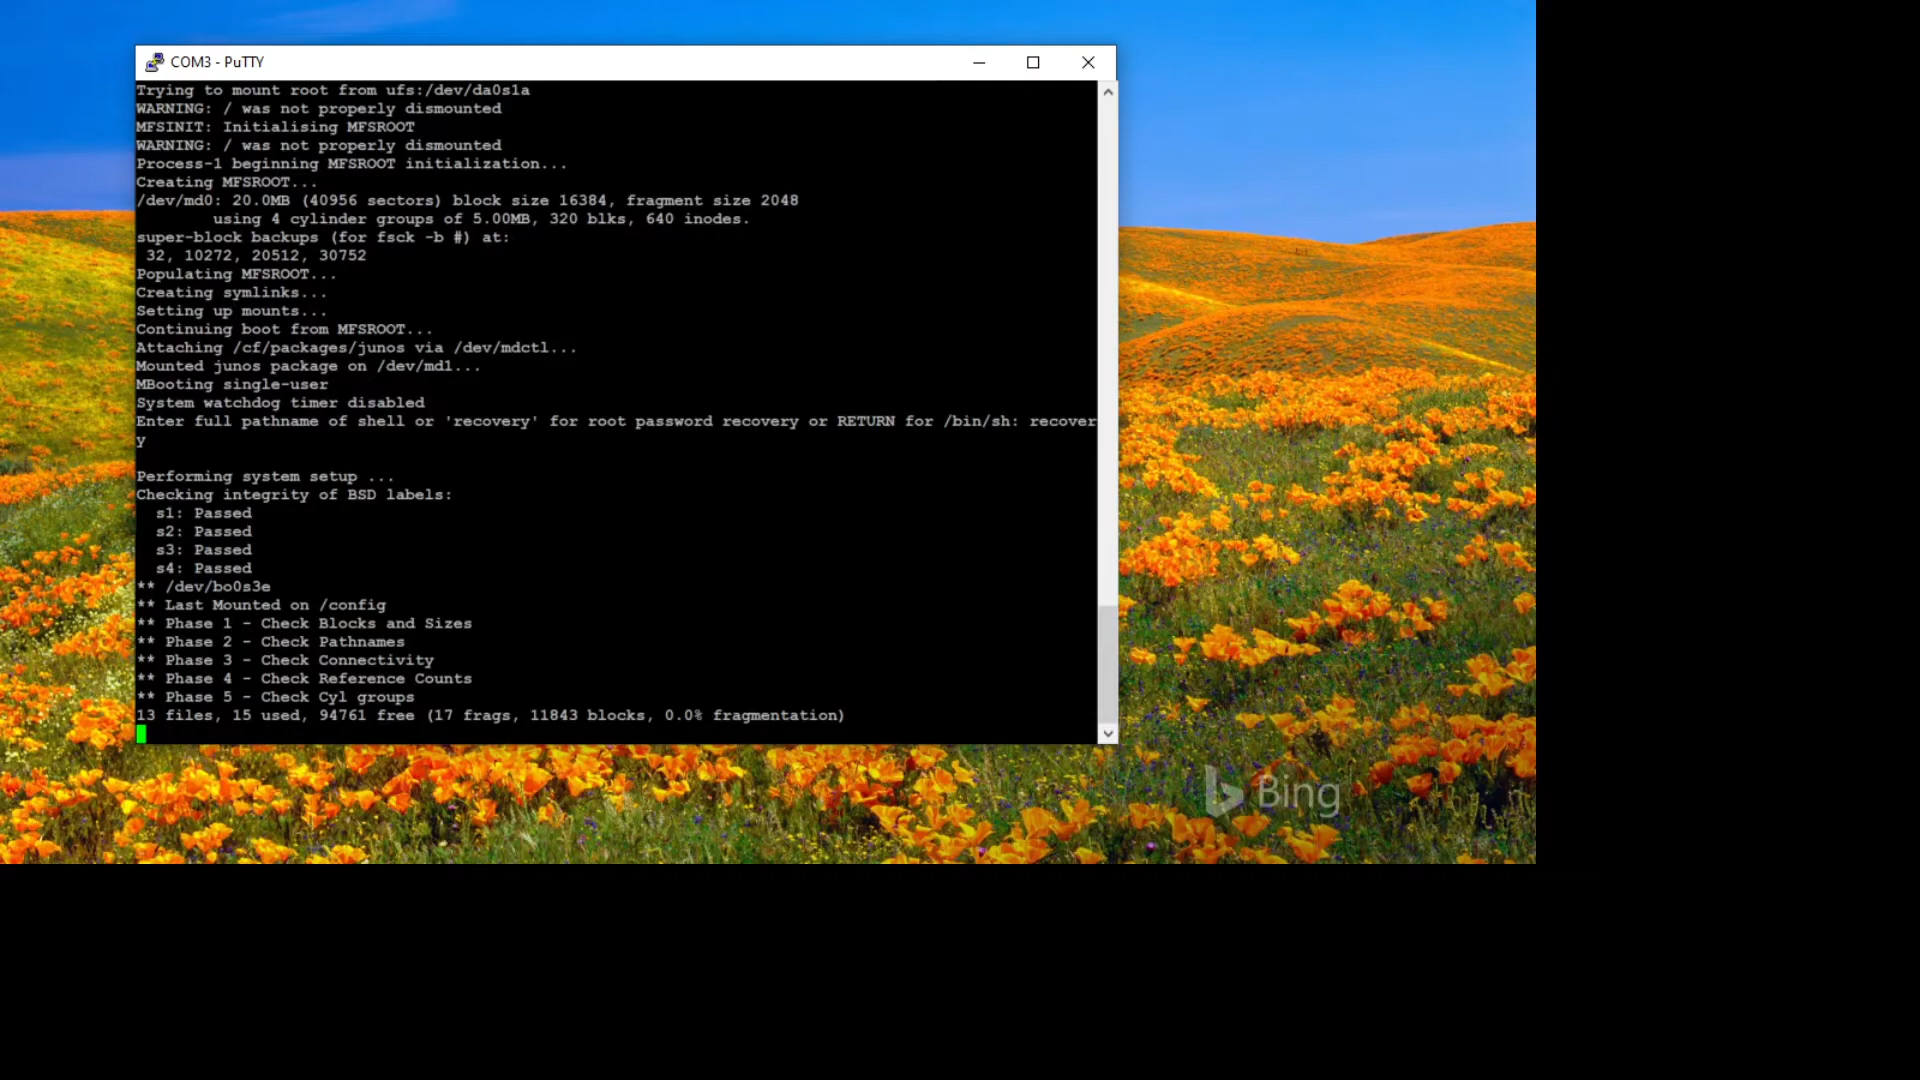 COM3 - PuTTY
Trying to mount root from ufs:/dev/da0s1a
WARNING: / was not properly dismounted
MFSINIT: Initialising MFSROOT
WARNING: / was not properly dismounted
Process-1 beginning MFSROOT initialization...
Creating MFSROOT...
/dev/md0: 20.0MB (40956 sectors) block size 16384, fragment size 2048
using 4 cylinder groups of 5.00MB, 320 blks, 640 inodes.
super-block backups (for fsck -b #) at:
32, 10272, 20512, 30752
Populating MFSROOT...
Creating symlinks...
Setting up mounts...
Continuing boot from MFSROOT...
Attaching /cf/packages/junos via /dev/mdctl...
Mounted junos package on /dev/md1...
MBooting single-user
System watchdog timer disabled
Enter full pathname of shell or 'recovery' for root password recovery or RETURN for /bin/sh: recover
y
Performing system setup ...
Checking integrity of BSD labels:
s1: Passed
s2: Passed
s3: Passed
s4: Passed
** /dev/bo0s3e
** Last Mounted on /config
** Phase 1 - Check Blocks and Sizes
** Phase 2 - Check Pathnames
** Phase 3 - Check Connectivity
** Phase 4 - Check Reference Counts
** Phase 5 - Check Cyl groups
13 files, 15 used, 94761 free (17 frags, 11843 blocks, 0.0% fragmentation)
Bing